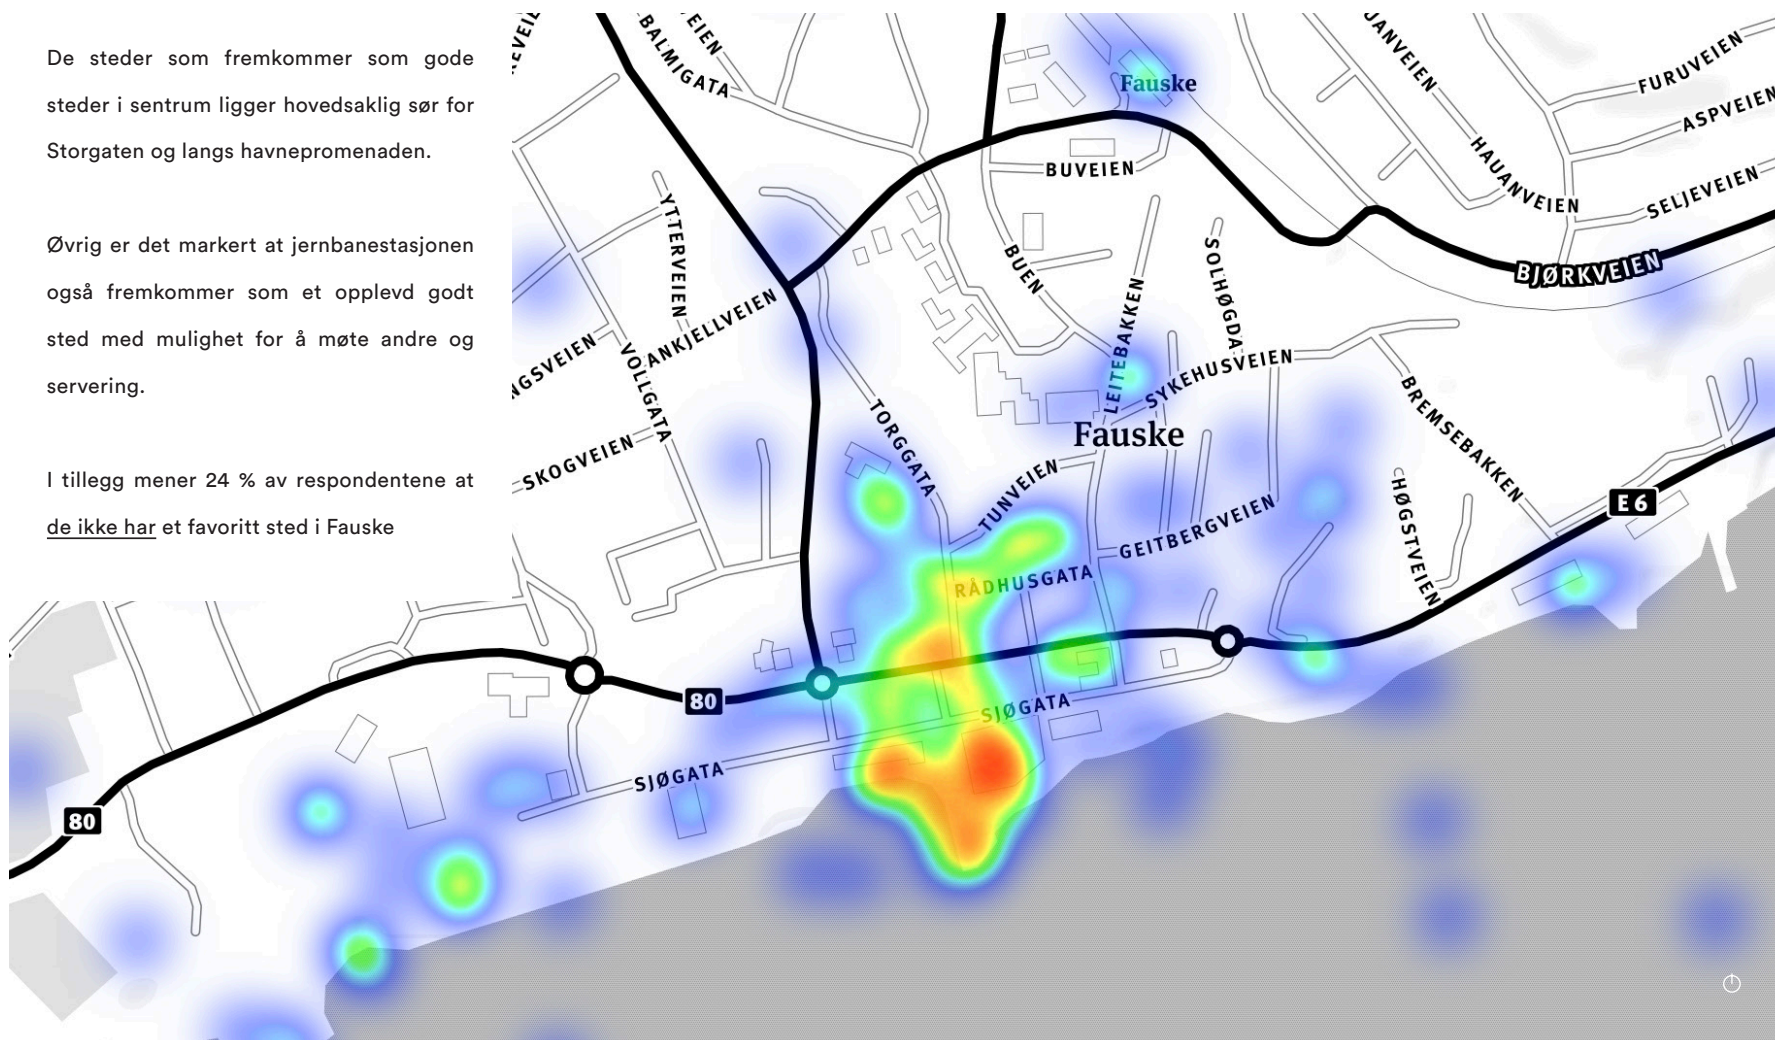 De steder som fremkommer som gode
steder i sentrum ligger hovedsaklig sør for
Storgaten og langs havnepromenaden.
Øvrig er det markert at jernbanestasjonen
også fremkommer som et opplevd godt
sted med mulighet for å møte andre og
servering.
I tillegg mener 24 % av respondentene at
de ikke har et favoritt sted i Fauske
BALMIGATA
Fauske
FURUVEIEN
ASPVEIEN
HAUANVEIEN
SELJEVEIEN
BUVEIEN
YTTERVEIEN
BUEN
SOLHØGDA
BJØRKVEIEN
ANKJELLVEIEN
VOLLGATA
LEITEBAKKEN
SYKEHUSVEIEN
BREMSEBAKKEN
TORGGATA
Fauske
SKOGVEIEN
TUNVEIEN
GEITBERGVEIEN
HØGSTVEIEN
E 6
RÅDHUSGATA
80
SJØGATA
SJØGATA
80